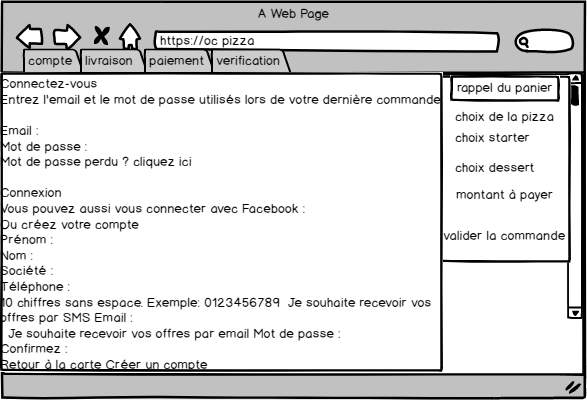 A Web Page
https://oc pizza
compte
livraison
paiement
verification
Connectez-vous
Entrez l'email et le mot de passe utilisés lors de votre dernière commande
Email :
Mot de passe :
Mot de passe perdu ? cliquez ici
Connexion
Vous pouvez aussi vous connecter avec Facebook :
Ou créez votre compte
Prénom :
Nom :
Société :
Téléphone :
10 chiffres sans espace. Exemple: 0123456789 Je souhaite recevoir vos
offres par SMS Email :
Je souhaite recevoir vos offres par email Mot de passe :
Confirmez :
Retour à la carte Créer un compte
rappel du panier
choix de la pizza
choix starter
choix dessert
montant à payer
valider la commande